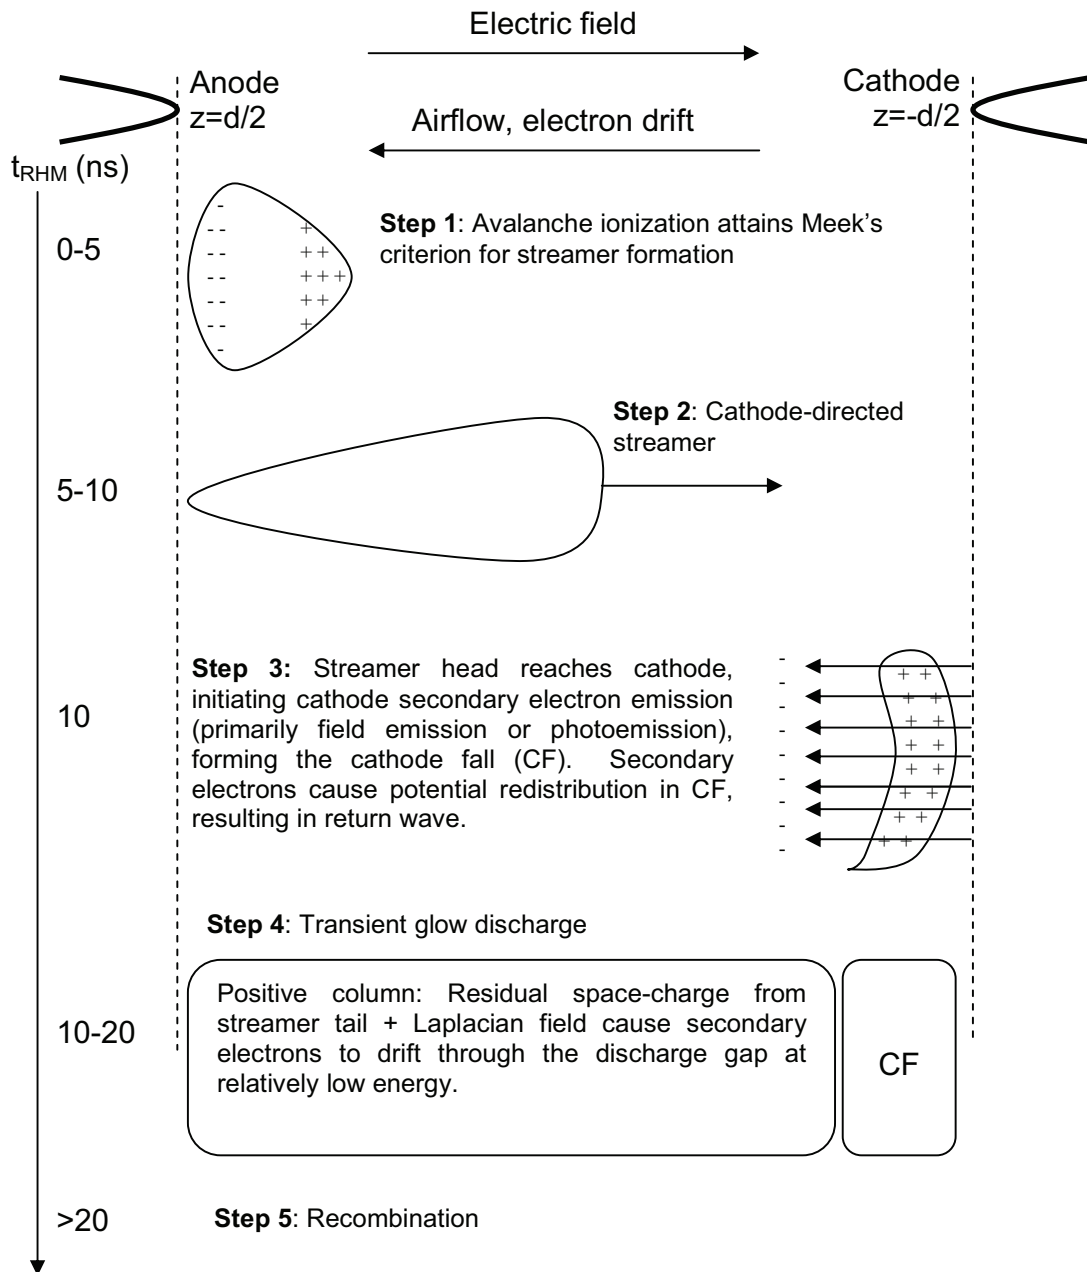 Electric field
Anode
z=d/2
Cathode
z=-d/2
Airflow, electron drift
t_RHM (ns)
0-5
- 
- -
- -
- -
- -
- -
-
+
+ +
+ + +
+ +
+
Step 1: Avalanche ionization attains Meek's
criterion for streamer formation
5-10
Step 2: Cathode-directed
streamer
10
Step 3: Streamer head reaches cathode,
initiating cathode secondary electron emission
(primarily field emission or photoemission),
forming the cathode fall (CF). Secondary
electrons cause potential redistribution in CF,
resulting in return wave.
-
-
-
-
-
-
-
-
-
+ +
+ +
+ +
+ +
+ +
+ +
+ +
+ +
Step 4: Transient glow discharge
10-20
Positive column: Residual space-charge from
streamer tail + Laplacian field cause secondary
electrons to drift through the discharge gap at
relatively low energy.
CF
>20
Step 5: Recombination